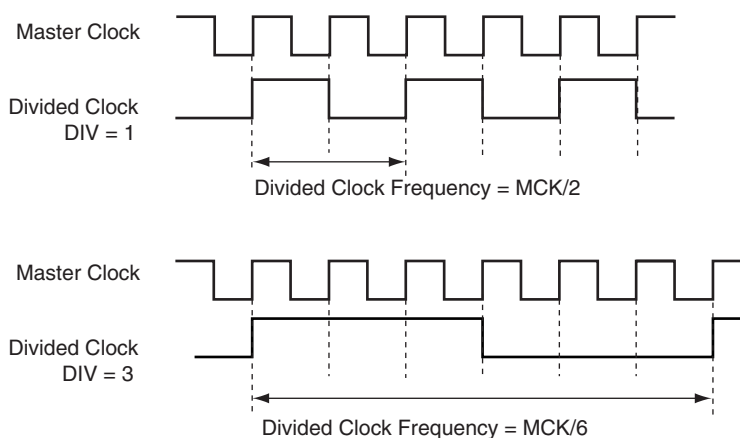 Master Clock
Divided Clock
DIV = 1
Divided Clock Frequency = MCK/2
Master Clock
Divided Clock
DIV = 3
Divided Clock Frequency = MCK/6